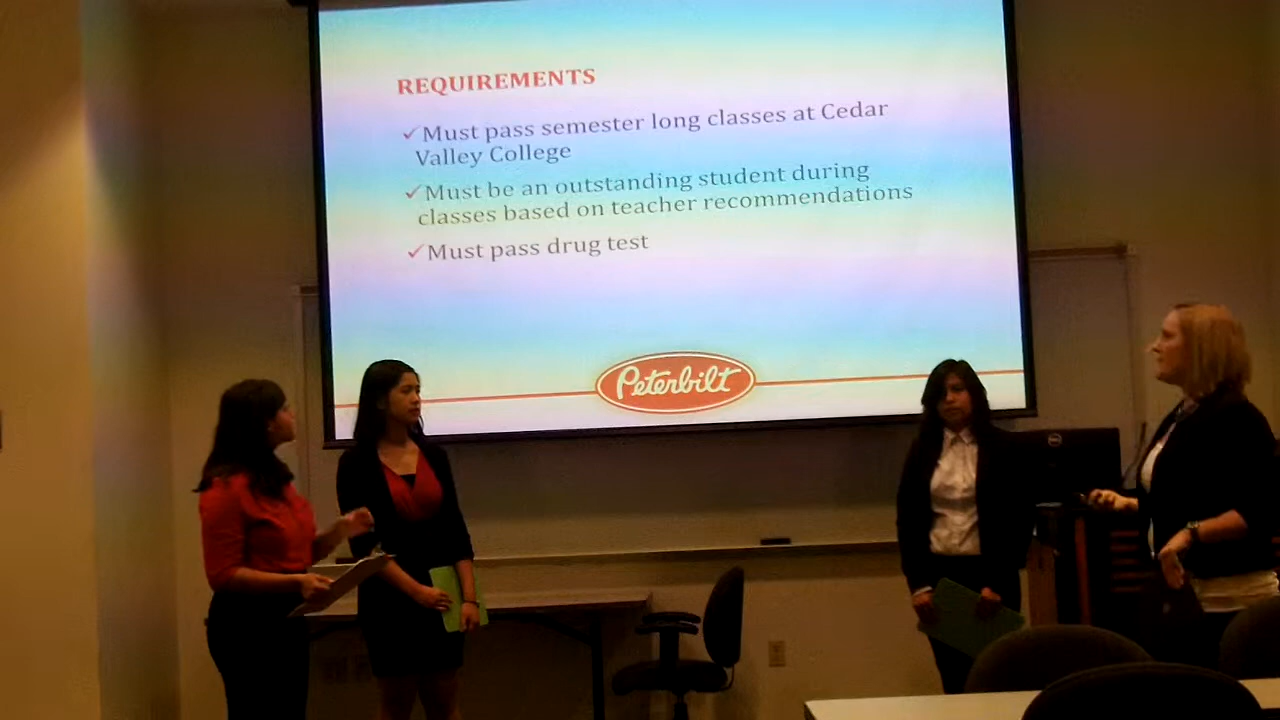 REQUIREMENTS
✓Must pass semester long classes at Cedar
Valley College
✓Must be an outstanding student during
classes based on teacher recommendations
✓Must pass drug test
Peterbilt